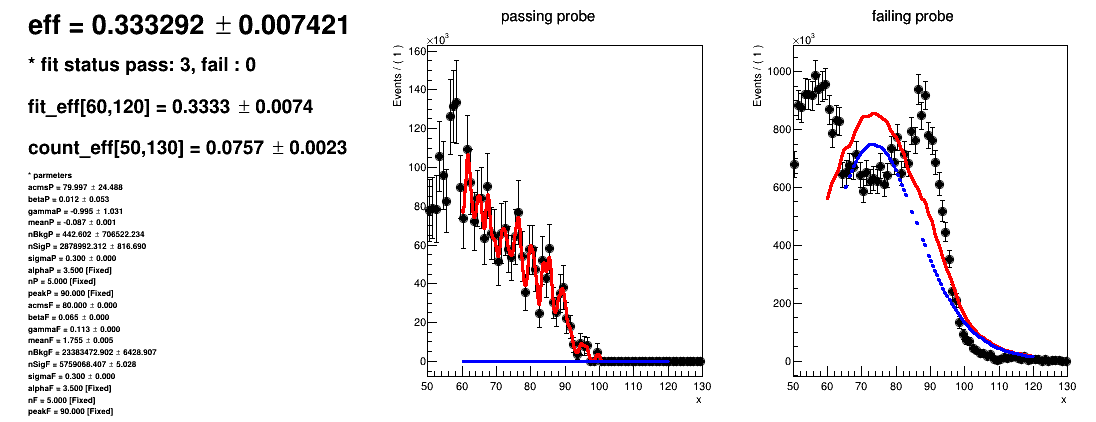 eff = 0.333292 ± 0.007421
* fit status pass: 3, fail : 0
fit_eff[60,120] = 0.3333 ± 0.0074
count_eff[50,130] = 0.0757 ± 0.0023
* parmeters
acmsP = 79.997 ± 24.488
betaP = 0.012 ± 0.053
gammaP = -0.995 ± 1.031
meanP = -0.087 ± 0.001
nBkgP = 442.602 ± 706522.234
nSigP = 2878992.312 ± 816.690
sigmaP = 0.300 ± 0.000
alphaP = 3.500 [Fixed]
nP = 5.000 [Fixed]
peakP = 90.000 [Fixed]
acmsF = 80.000 ± 0.000
betaF = 0.065 ± 0.000
gammaF = 0.113 ± 0.000
meanF = 1.755 ± 0.005
nBkgF = 23383472.902 ± 6428.907
nSigF = 5759068.407 ± 5.028
sigmaF = 0.300 ± 0.000
alphaF = 3.500 [Fixed]
nF = 5.000 [Fixed]
peakF = 90.000 [Fixed]
passing probe
×10³
Events / ( 1 )
160
140
120
100
80
60
40
20
0
50 60 70 80 90 100 110 120 130
x
failing probe
×10³
Events / ( 1 )
1000
800
600
400
200
0
50 60 70 80 90 100 110 120 130
x